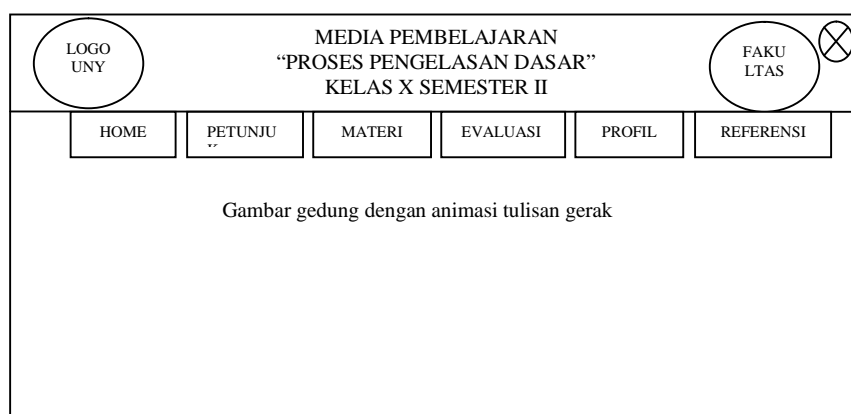 MEDIA PEMBELAJARAN
“PROSES PENGELASAN DASAR”
KELAS X SEMESTER II
LOGO
UNY
FAKU
LTAS
HOME
PETUNJU
MATERI
EVALUASI
PROFIL
REFERENSI
Gambar gedung dengan animasi tulisan gerak